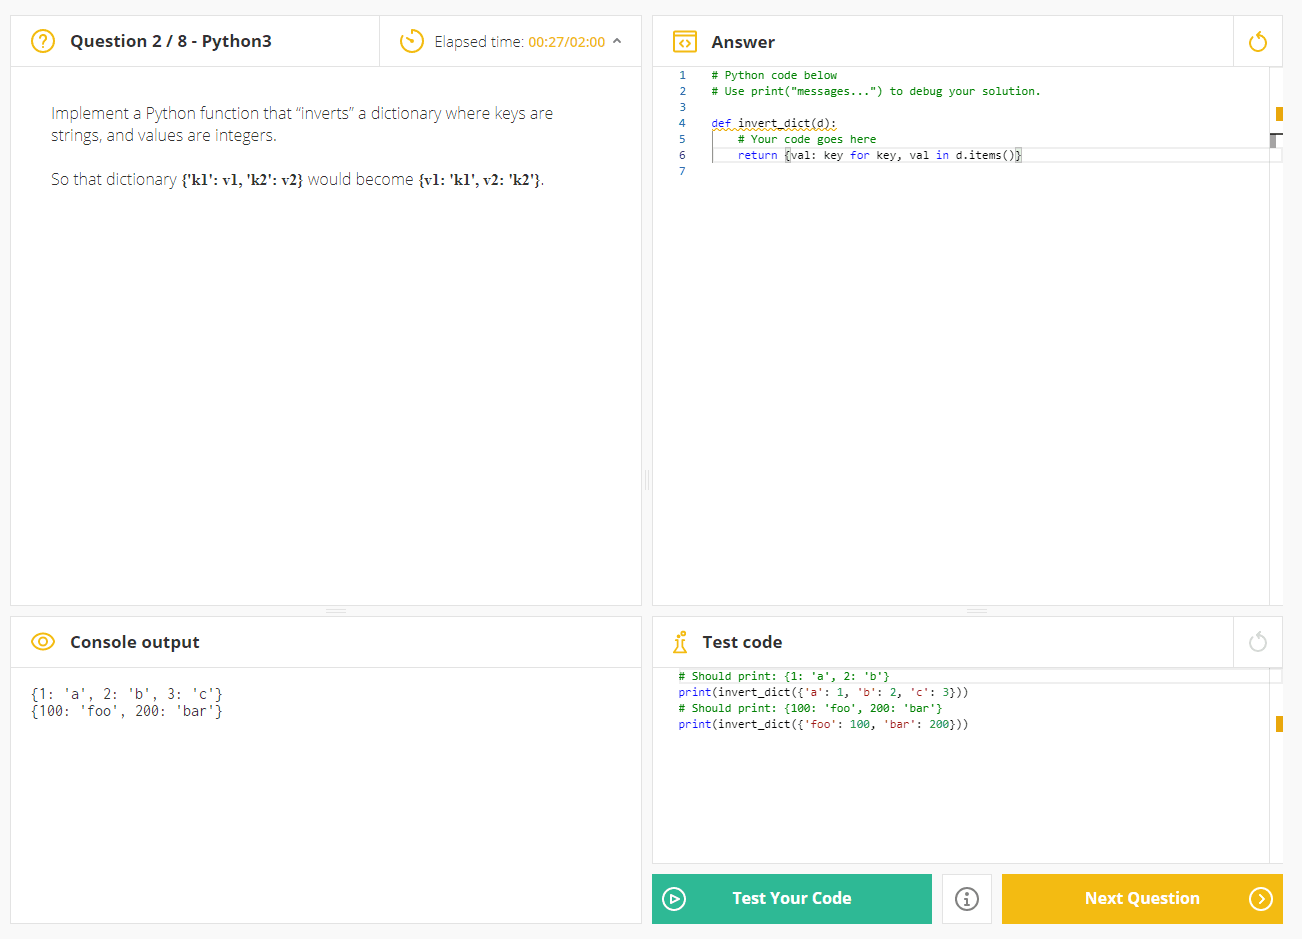 Question 2 / 8 - Python3
Elapsed time: 00:27/02:00
Implement a Python function that “inverts” a dictionary where keys are
strings, and values are integers.
So that dictionary {'k1': v1, 'k2': v2} would become {v1: 'k1', v2: 'k2'}.
Answer
1 # Python code below
2 # Use print("messages...") to debug your solution.
3
4 def invert_dict(d):
5     # Your code goes here
6     return {val: key for key, val in d.items()}
7
Console output
{1: 'a', 2: 'b', 3: 'c'}
{100: 'foo', 200: 'bar'}
Test code
# Should print: {1: 'a', 2: 'b'}
print(invert_dict({'a': 1, 'b': 2, 'c': 3}))
# Should print: {100: 'foo', 200: 'bar'}
print(invert_dict({'foo': 100, 'bar': 200}))
Test Your Code
Next Question